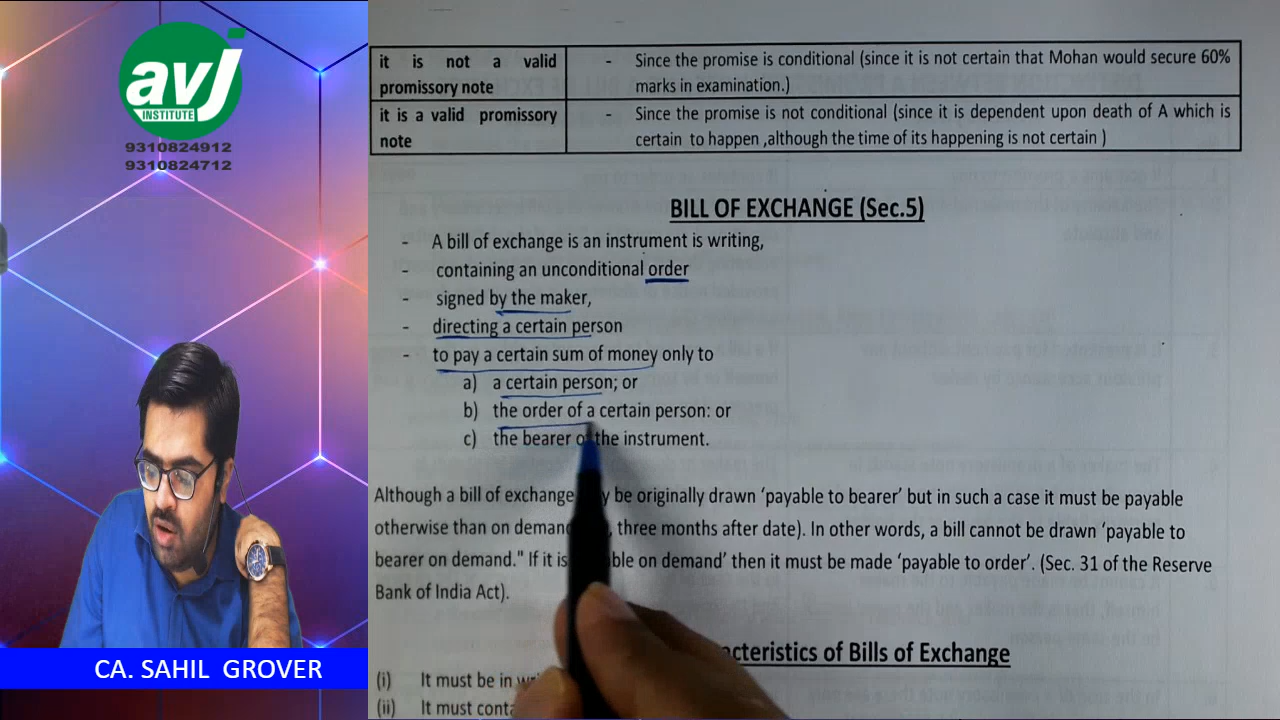 avj
INSTITUTE
9310824912
9310824712
it is not a valid - Since the promise is conditional (since it is not certain that Mohan would secure 60%
promissory note marks in examination.)
it is a valid promissory - Since the promise is not conditional (since it is dependent upon death of A which is
note certain to happen ,although the time of its happening is not certain )
BILL OF EXCHANGE (Sec.5)
- A bill of exchange is an instrument is writing,
- containing an unconditional order
- signed by the maker,
- directing a certain person
- to pay a certain sum of money only to
a) a certain person; or
b) the order of a certain person: or
c) the bearer of the instrument.
Although a bill of exchange be originally drawn ‘payable to bearer’ but in such a case it must be payable
otherwise than on demand , three months after date). In other words, a bill cannot be drawn ‘payable to
bearer on demand." If it is on demand’ then it must be made ‘payable to order’. (Sec. 31 of the Reserve
Bank of India Act).
of Bills of Exchange
(i) It must be in
(ii) It must
CA. SAHIL GROVER